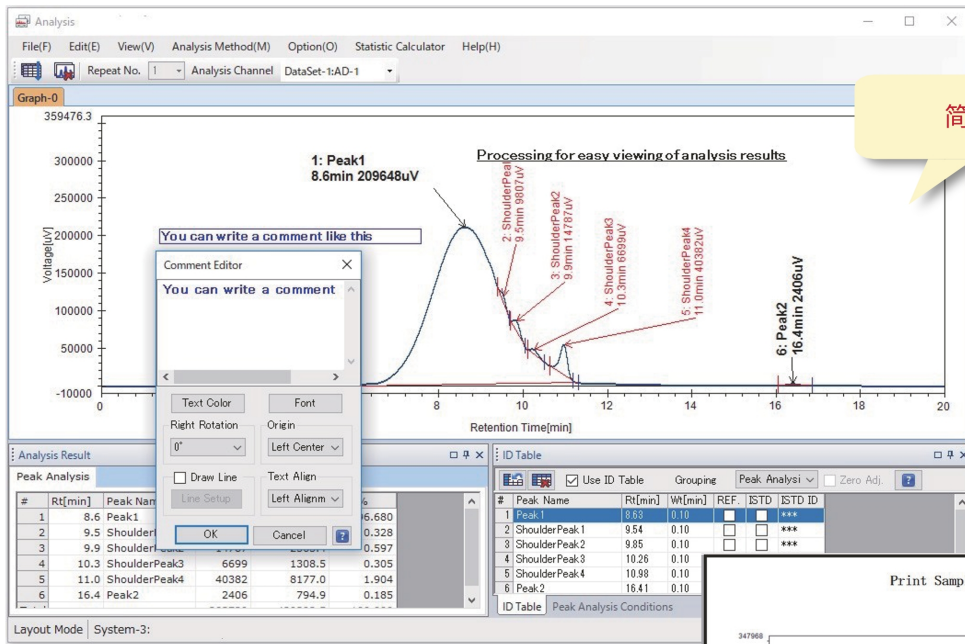 Analysis
File(F) Edit(E) View(V) Analysis Method(M) Option(O) Statistic Calculator Help(H)
Repeat No. 1 Analysis Channel DataSet-1:AD-1
Graph-0
简
359476.3
300000
250000
200000
150000
100000
50000
-10000
Voltage[uV]
0 8 10 12 14 16 18 20
Retention Time[min]
Processing for easy viewing of analysis results
1: Peak1
8.6min 209648uV
2: ShoulderPeak
9.5min 9807uV
3: ShoulderPeak2
9.9min 14787uV
4: ShoulderPeak3
10.3min 6699uV
5: ShoulderPeak4
11.0min 40382uV
6: Peak2
16.4min 2406uV
You can write a comment like this
Comment Editor
You can write a comment
Text Color Font
Right Rotation Origin
0° Left Center
Draw Line Text Align
Line Setup Left Alignm
OK Cancel ?
Analysis Result
Peak Analysis
# Rt[min] Peak Nam %
1 8.6 Peak1 6.680
2 9.5 Shoulder 0.328
3 9.9 0.597
4 10.3 ShoulderPeak3 6699 1308.5 0.305
5 11.0 ShoulderPeak4 40382 8177.0 1.904
6 16.4 Peak2 2406 794.9 0.185
ID Table
Use ID Table Grouping Peak Analysi Zero Adj. ?
# Peak Name Rt[min] Wt[min] REF. ISTD ISTD ID
1 Peak1 8.63 0.10 ***
2 ShoulderPeak1 9.54 0.10 ***
3 ShoulderPeak2 9.85 0.10 ***
4 ShoulderPeak3 10.26 0.10
5 ShoulderPeak4 10.98 0.10
6 Peak2 16.41 0.10
ID Table Peak Analysis Conditions
Layout Mode System-3:
Print Samp
347968